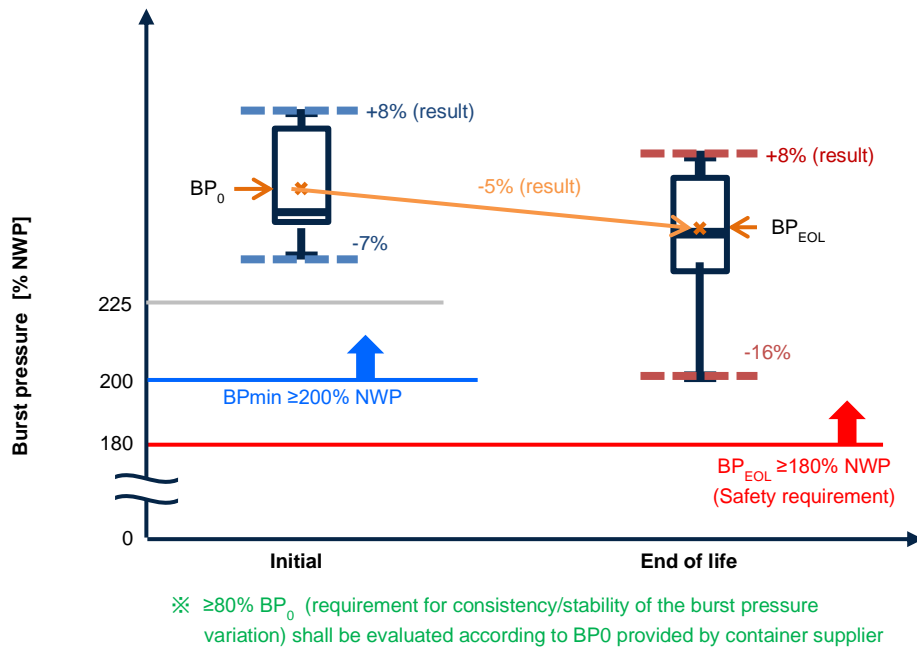 +8% (result)
BP0
-5% (result)
-7%
+8% (result)
BPEOL
-16%
Burst pressure [% NWP]
225
200
180
0
BPmin ≥200% NWP
BPEOL ≥180% NWP
(Safety requirement)
Initial
End of life
※ ≥80% BP0 (requirement for consistency/stability of the burst pressure
variation) shall be evaluated according to BP0 provided by container supplier